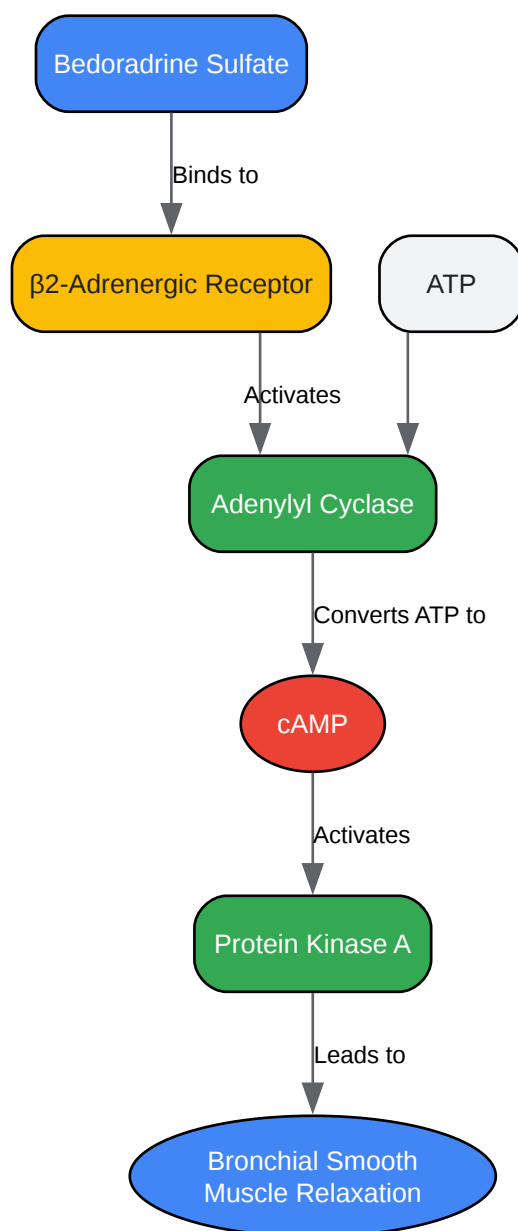 Bedoradrine Sulfate
Binds to
β2-Adrenergic Receptor
ATP
Activates
Adenylyl Cyclase
Converts ATP to
cAMP
Activates
Protein Kinase A
Leads to
Bronchial Smooth
Muscle Relaxation